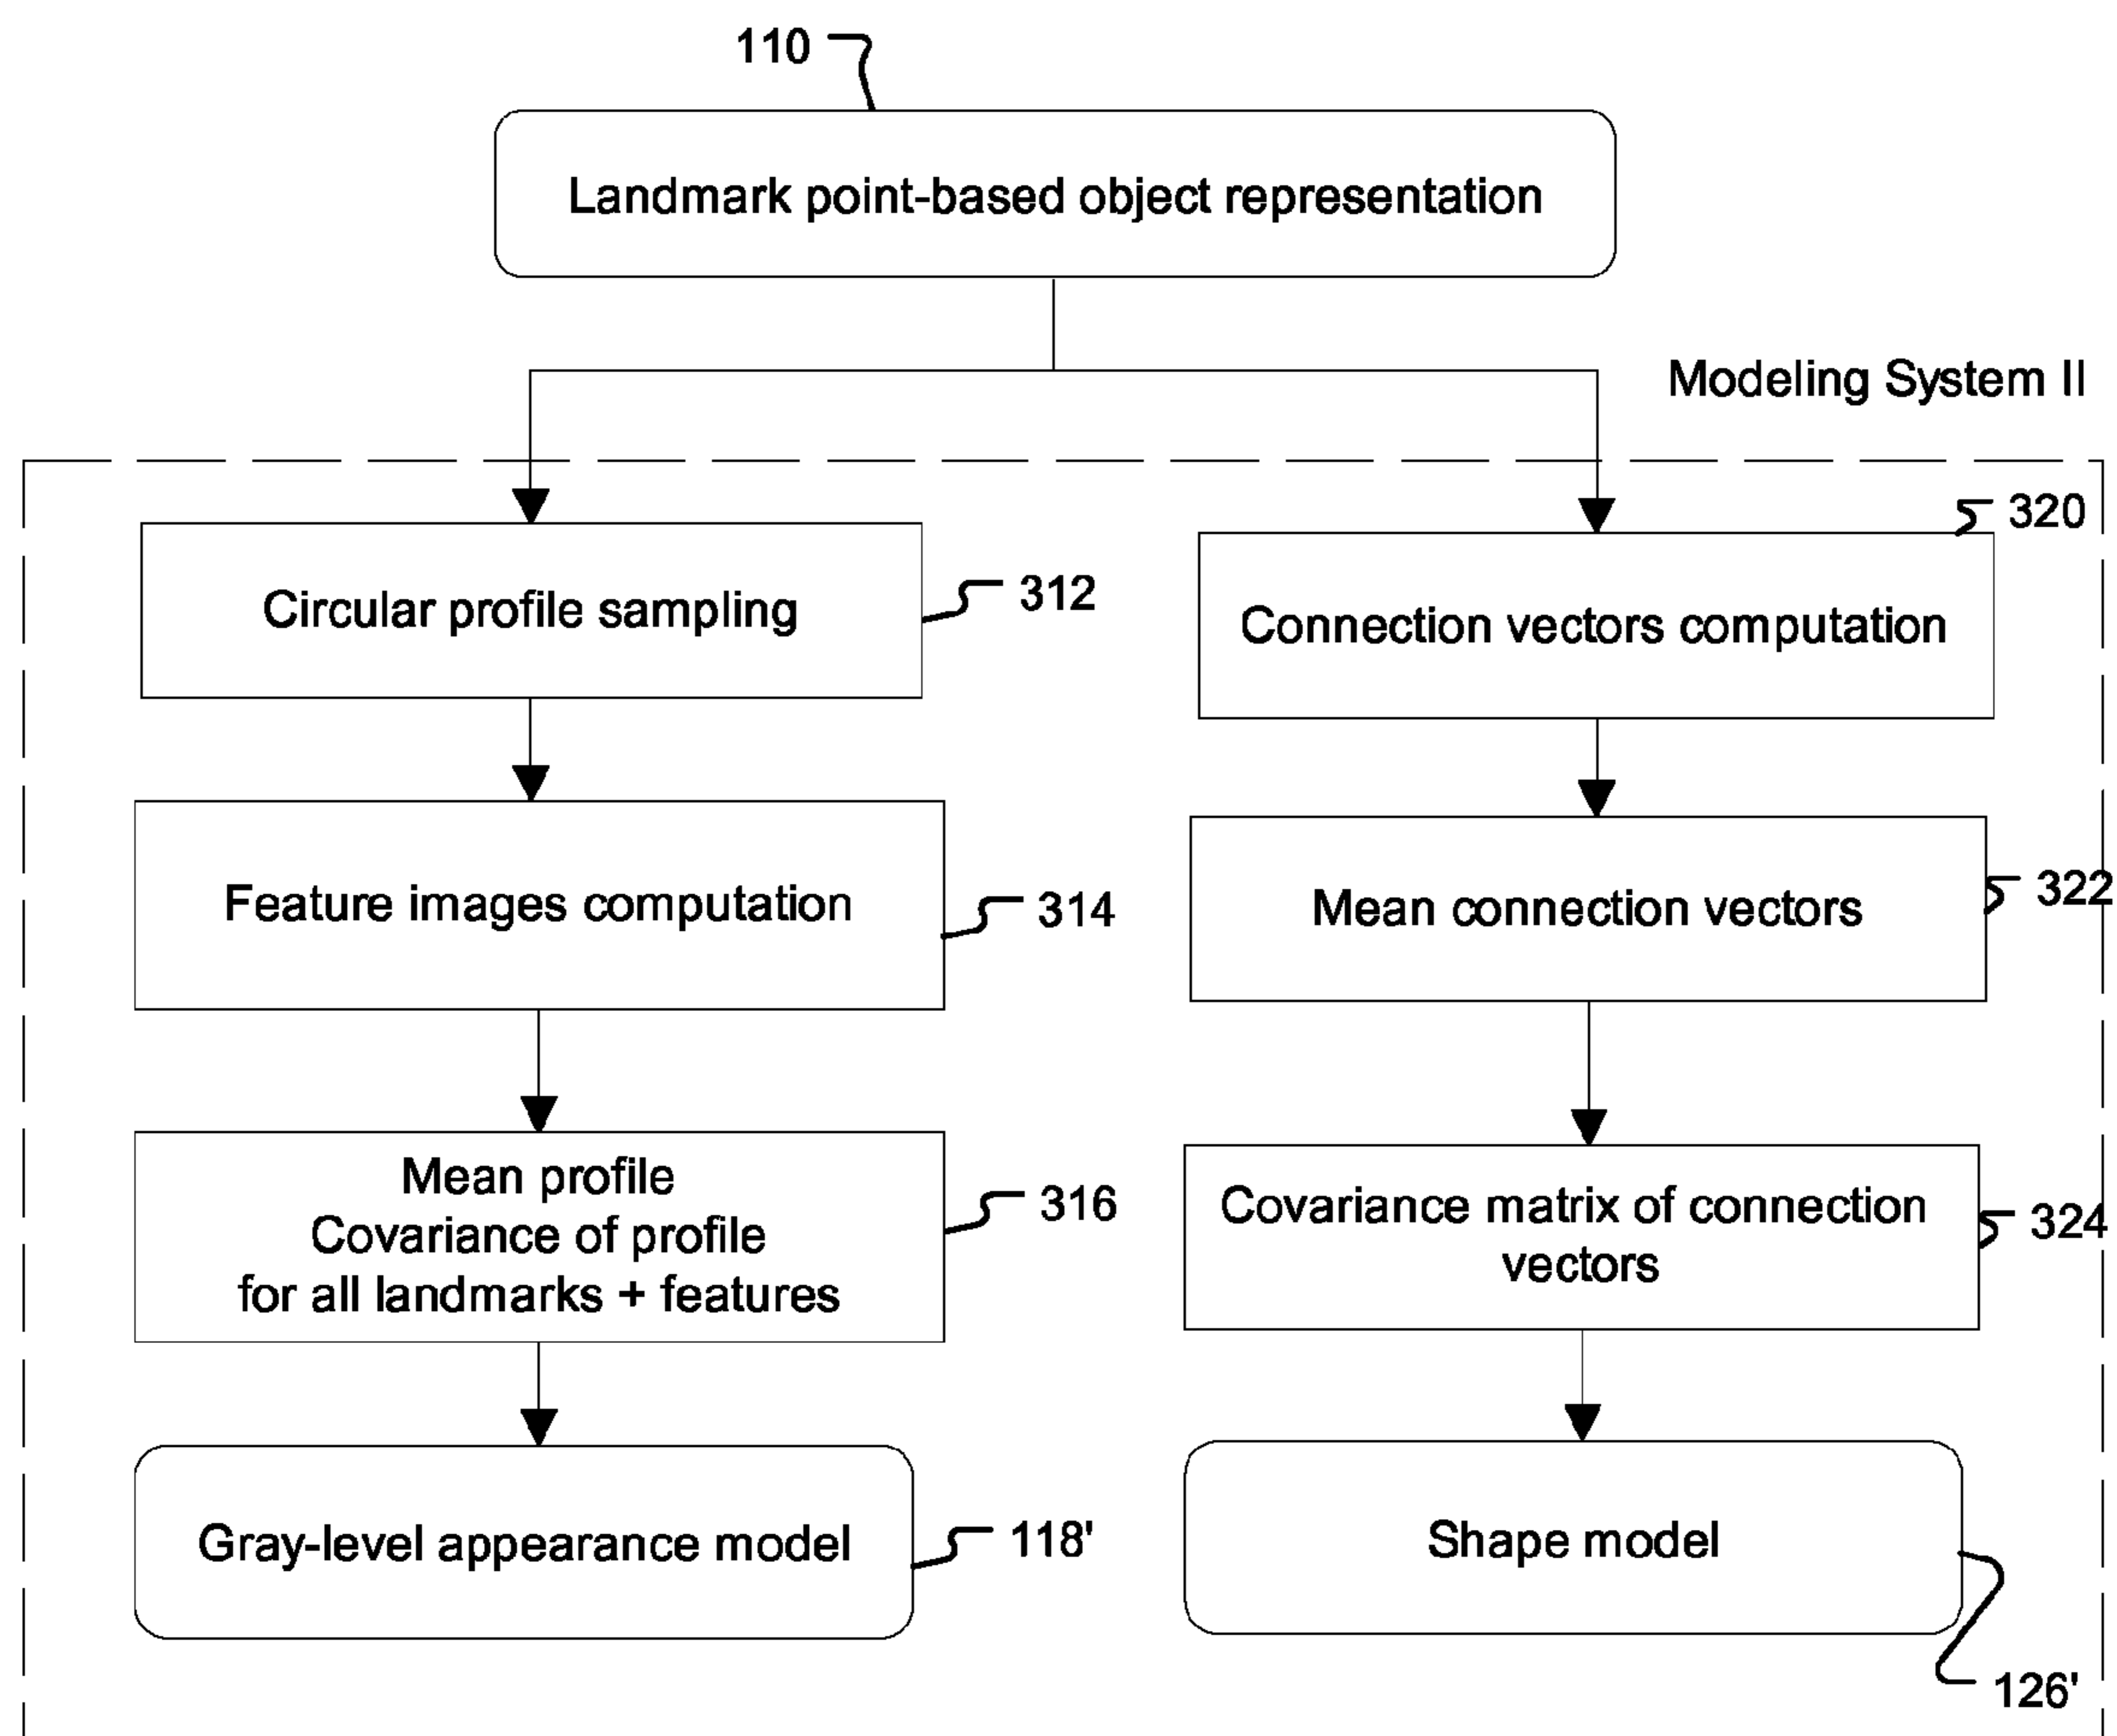 110
Landmark point-based object representation
Modeling System II
320
312
Circular profile sampling
Connection vectors computation
322
Feature images computation
314
Mean connection vectors
Mean profile
Covariance of profile
for all landmarks + features
316
Covariance matrix of connection
vectors
324
Gray-level appearance model
118'
Shape model
126'